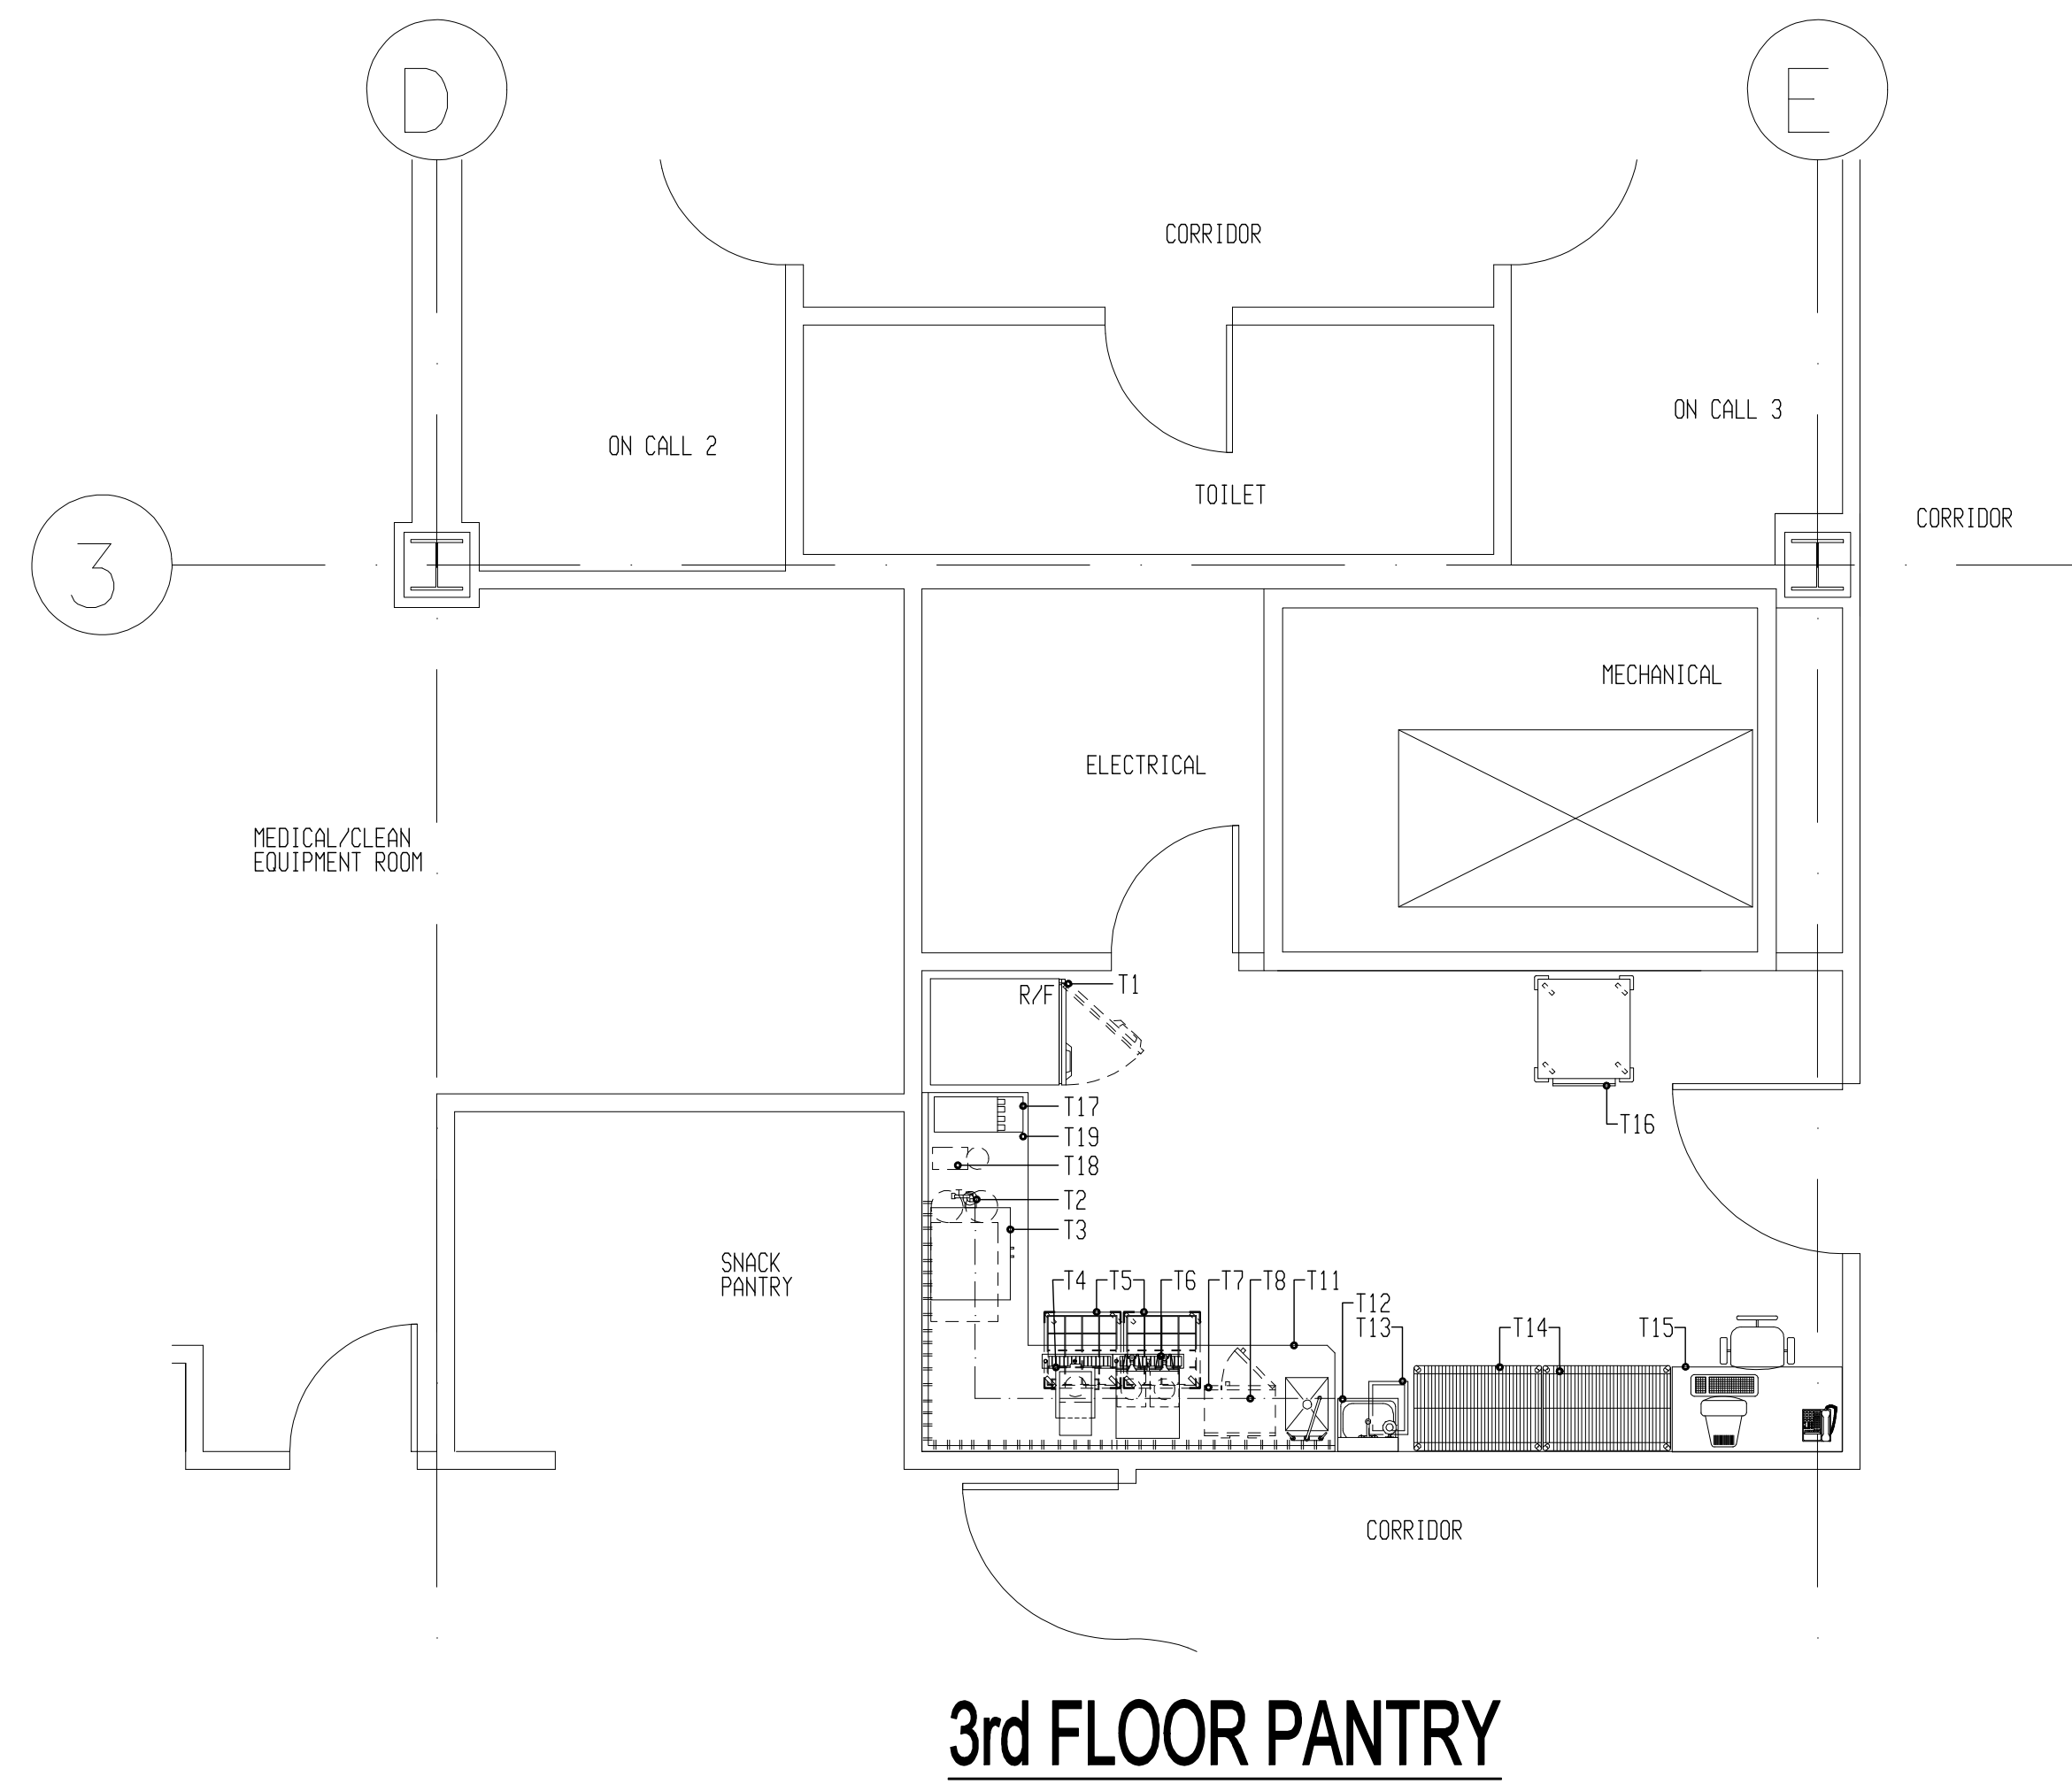 D
E
CORRIDOR
ON CALL 3
ON CALL 2
TOILET
CORRIDOR
3
MECHANICAL
ELECTRICAL
MEDICAL/CLEAN
EQUIPMENT ROOM
R/F
T1
T17
T16
T19
T18
T2
T3
SNACK
PANTRY
T4
T5
T6
T7
T8
T11
T12
T13
T14
T15
CORRIDOR
3rd FLOOR PANTRY